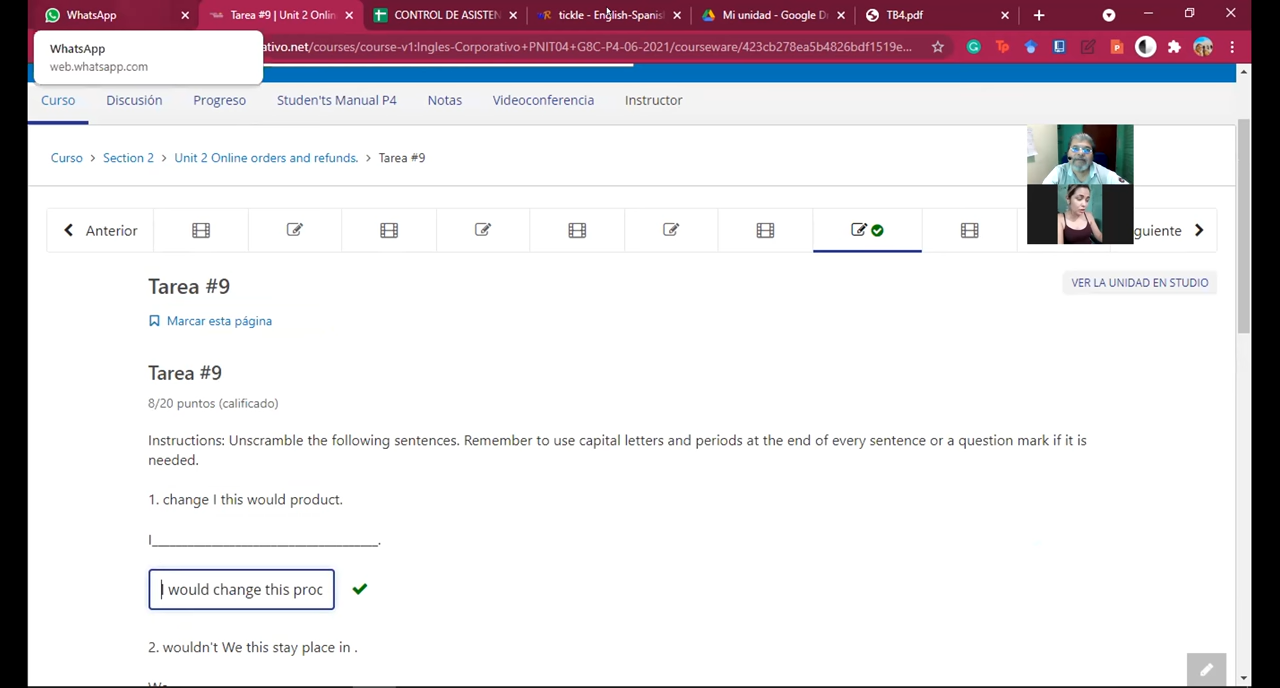 WhatsApp
Tarea #9 | Unit 2 Onlin
CONTROL DE ASISTEN
tickle - English-Spanis
Mi unidad - Google D
TB4.pdf
WhatsApp
web.whatsapp.com
ativo.net/courses/course-v1:Ingles-Corporativo+PNIT04+G8C-P4-06-2021/courseware/423cb278ea5b4826bdf1519e...
Curso
Discusión
Progreso
Studen'ts Manual P4
Notas
Videoconferencia
Instructor
Curso > Section 2 > Unit 2 Online orders and refunds. > Tarea #9
Anterior
guiente
Tarea #9
VER LA UNIDAD EN STUDIO
Marcar esta página
Tarea #9
8/20 puntos (calificado)
Instructions: Unscramble the following sentences. Remember to use capital letters and periods at the end of every sentence or a question mark if it is
needed.
1. change I this would product.
I___________________________________.
I would change this proc
2. wouldn't We this stay place in .
We